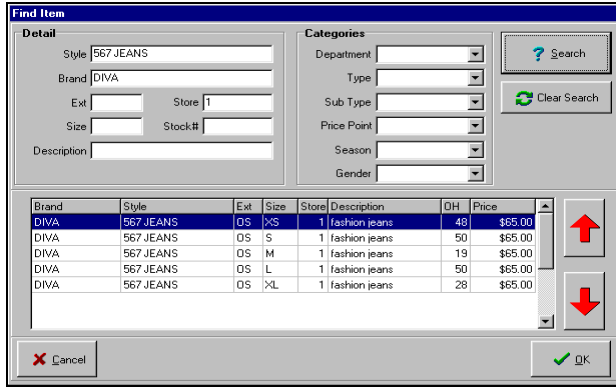 Find Item
Detail
Style 567 JEANS
Brand DIVA
Ext Store 1
Size Stock#
Description
Categories
Department
Type
Sub Type
Price Point
Season
Gender
? Search
Clear Search
Brand Style Ext Size Store Description OH Price
DIVA 567 JEANS OS XS 1 fashion jeans 48 $65.00
DIVA 567 JEANS OS S 1 fashion jeans 50 $65.00
DIVA 567 JEANS OS M 1 fashion jeans 19 $65.00
DIVA 567 JEANS OS L 1 fashion jeans 50 $65.00
DIVA 567 JEANS OS XL 1 fashion jeans 28 $65.00
Cancel
OK